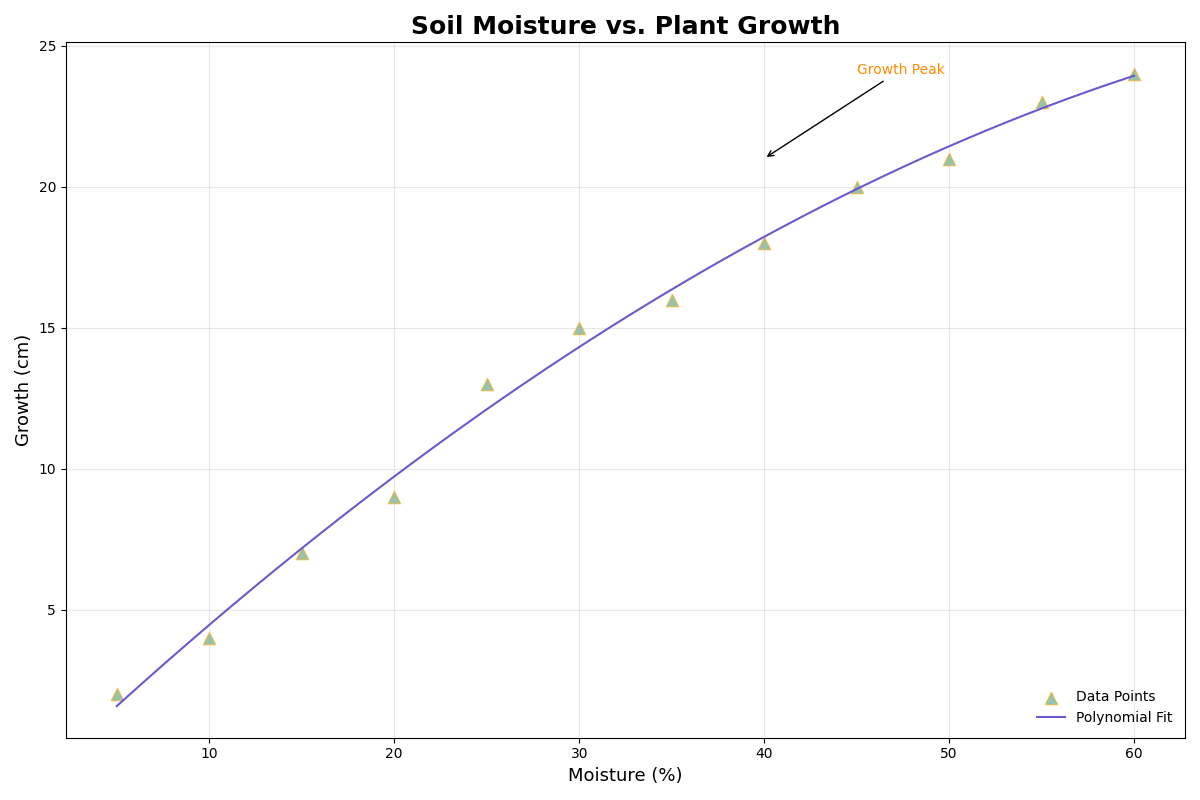 Soil Moisture vs. Plant Growth
25
20
15
10
5
Growth (cm)
Growth Peak
Data Points
Polynomial Fit
10
20
30
40
50
60
Moisture (%)